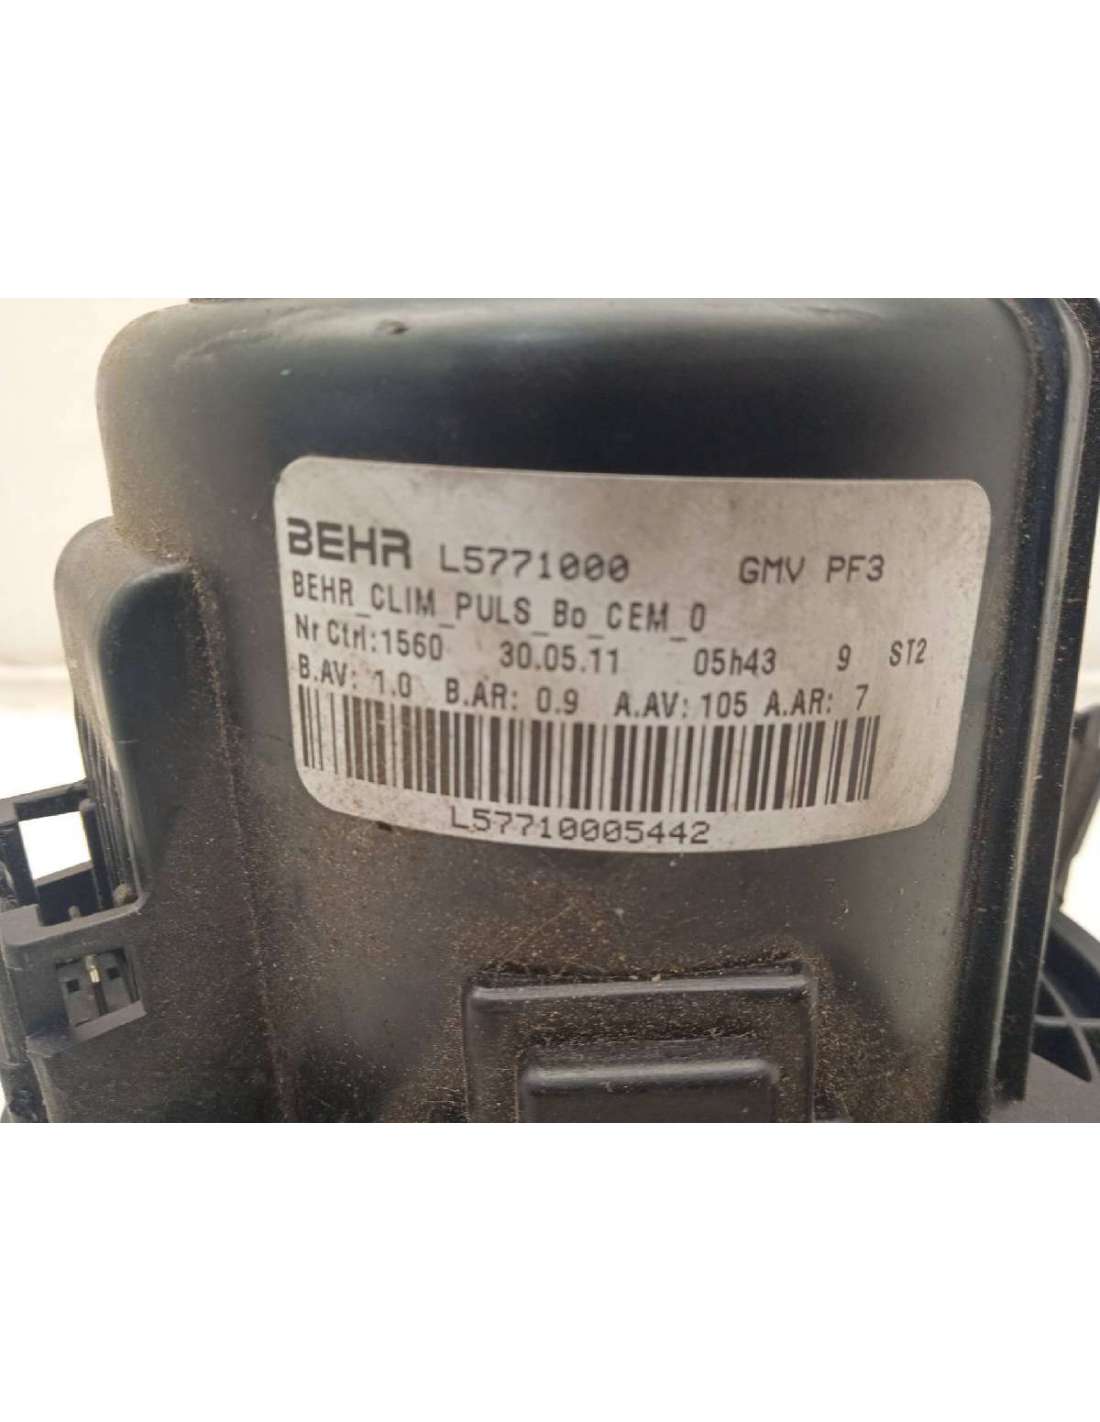 BEHR L5771000 GMV PF3
BEHR_CLIM_PULS_Bo_CEM_0
Nr Ctrl:1560 30.05.11 05h43 9 ST2
B.AV: 1.0 B.AR: 0.9 A.AV: 105 A.AR: 7
L57710005442